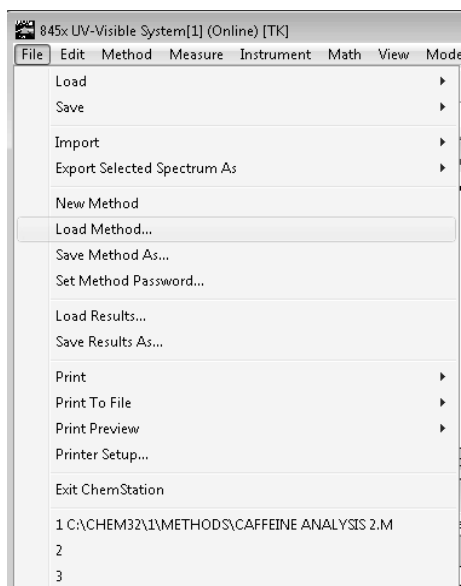 845x UV-Visible System[1] (Online) [TK]
File Edit Method Measure Instrument Math View Mode
Load
Save
Import
Export Selected Spectrum As
New Method
Load Method...
Save Method As...
Set Method Password...
Load Results...
Save Results As...
Print
Print To File
Print Preview
Printer Setup...
Exit ChemStation
1 C:\CHEM32\1\METHODS\CAFFEINE ANALYSIS 2.M
2
3